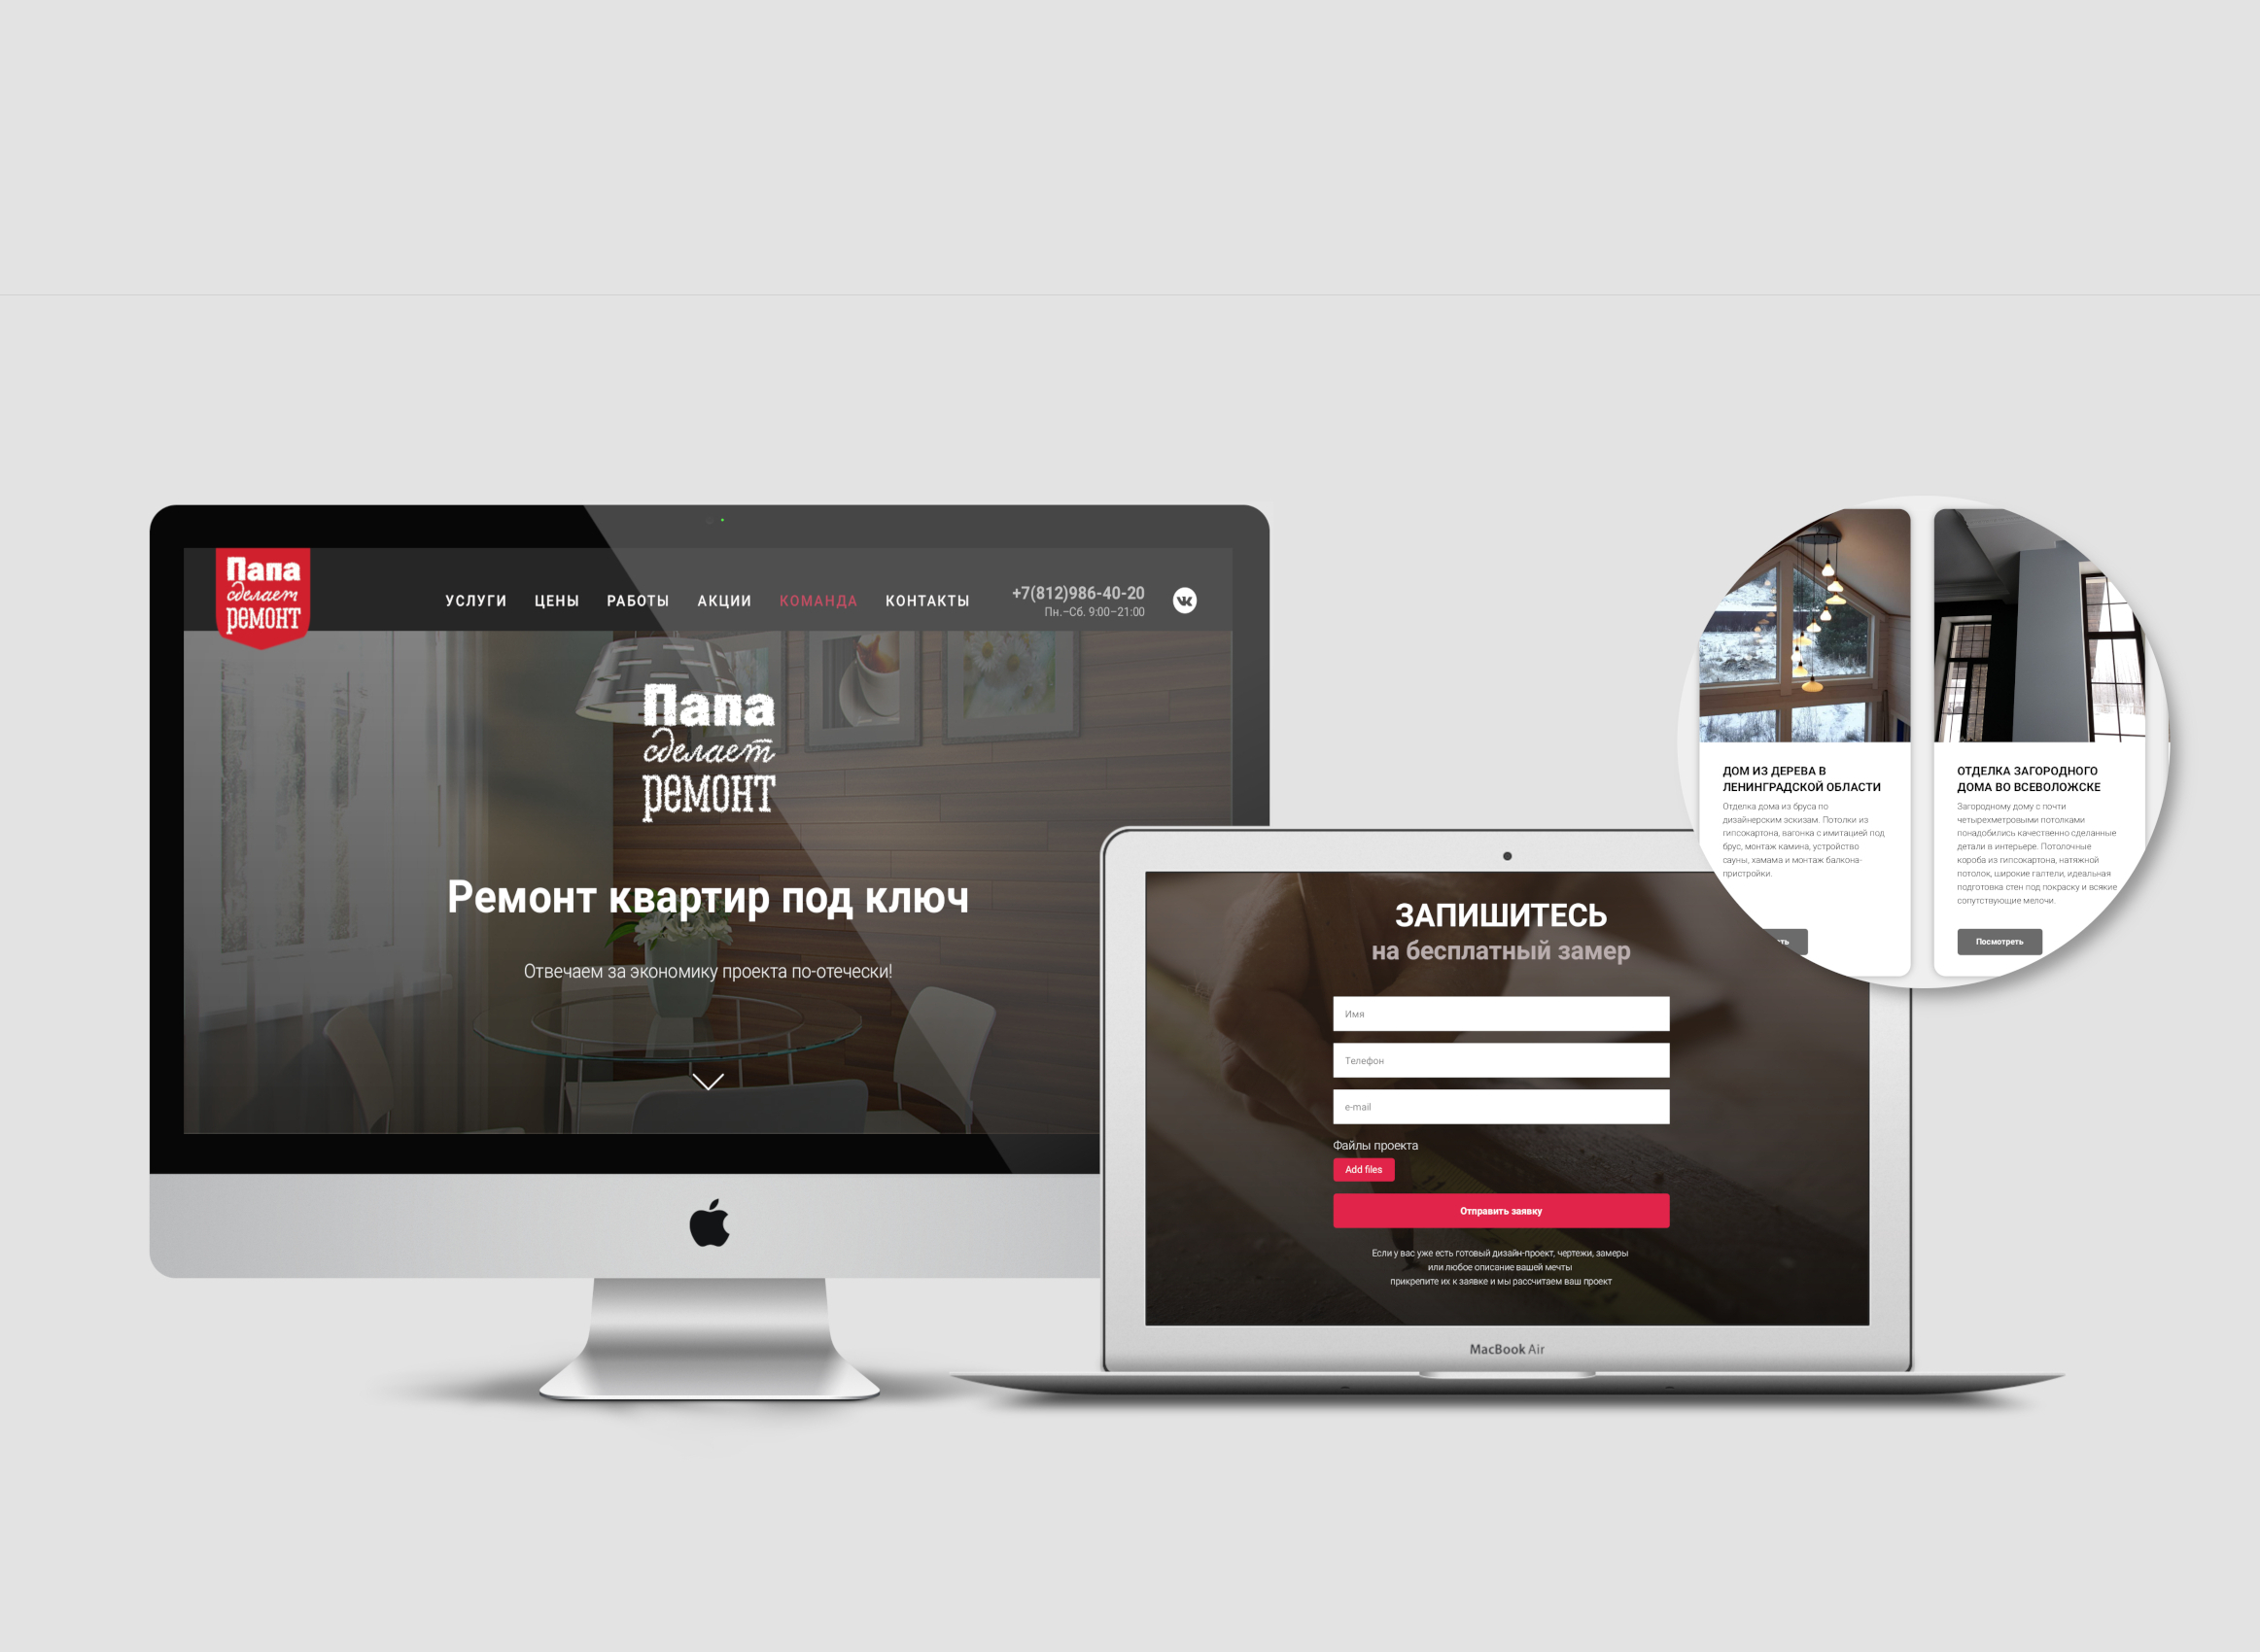 Папа
сделает
ремонт
УСЛУГИ
ЦЕНЫ
РАБОТЫ
АКЦИИ
КОМАНДА
КОНТАКТЫ
+7(812)986-40-20
Пн.–Сб. 9:00–21:00
Папа
сделает
ремонт
Ремонт квартир под ключ
Отвечаем за экономику проекта по-отечески!
ЗАПИШИТЕСЬ
на бесплатный замер
Имя
Телефон
e-mail
Файлы проекта
Add files
Отправить заявку
Если у вас уже есть готовый дизайн-проект, чертежи, замеры
или любое описание вашей мечты
прикрепите их к заявке и мы рассчитаем ваш проект
MacBook Air
ДОМ ИЗ ДЕРЕВА В
ЛЕНИНГРАДСКОЙ ОБЛАСТИ
Отделка дома из бруса по
дизайнерским эскизам. Потолки из
гипсокартона, вагонка с имитацией под
брус, монтаж камина, устройство
сауны, хамама и монтаж балкона-
пристройки.
ОТДЕЛКА ЗАГОРОДНОГО
ДОМА ВО ВСЕВОЛОЖСКЕ
Загородному дому с почти
четырехметровыми потолками
понадобились качественно сделанные
детали в интерьере. Потолочные
короба из гипсокартона, натяжной
потолок, широкие галтели, идеальная
подготовка стен под покраску и всякие
сопутствующие мелочи.
Посмотреть